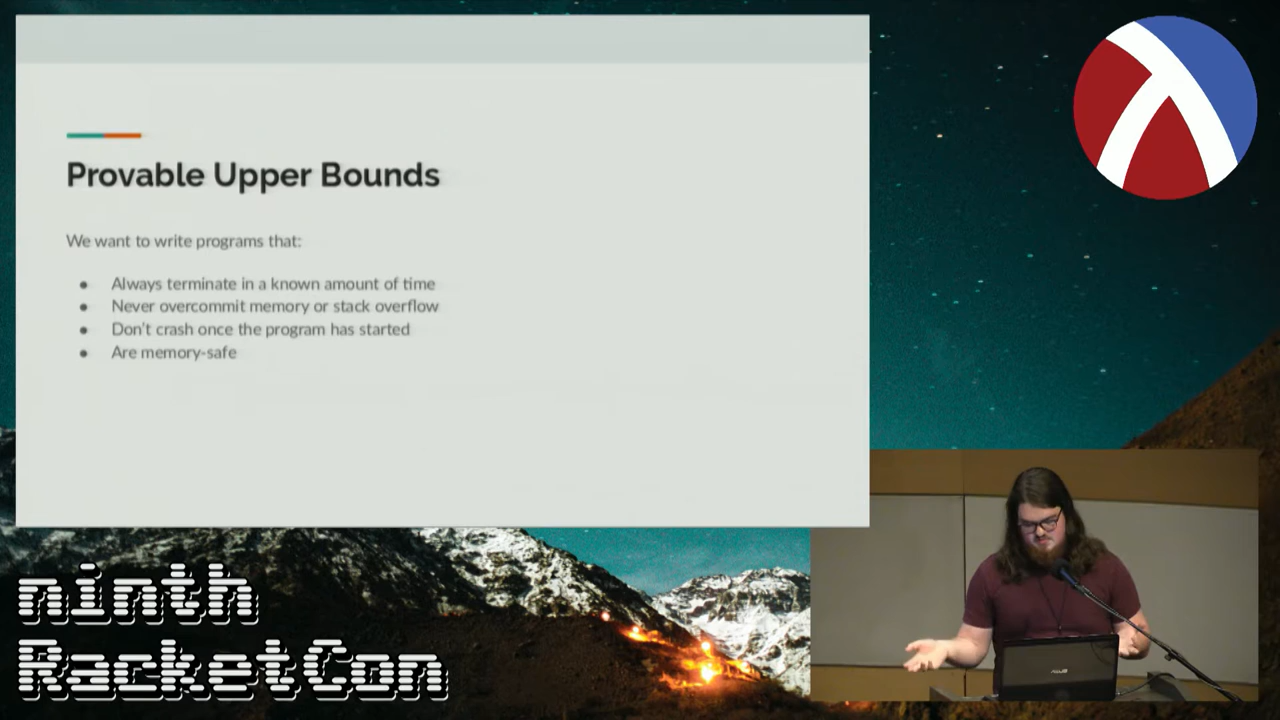 Provable Upper Bounds
We want to write programs that:
● Always terminate in a known amount of time
● Never overcommit memory or stack overflow
● Don't crash once the program has started
● Are memory-safe
ninth
RacketCon
ASUS